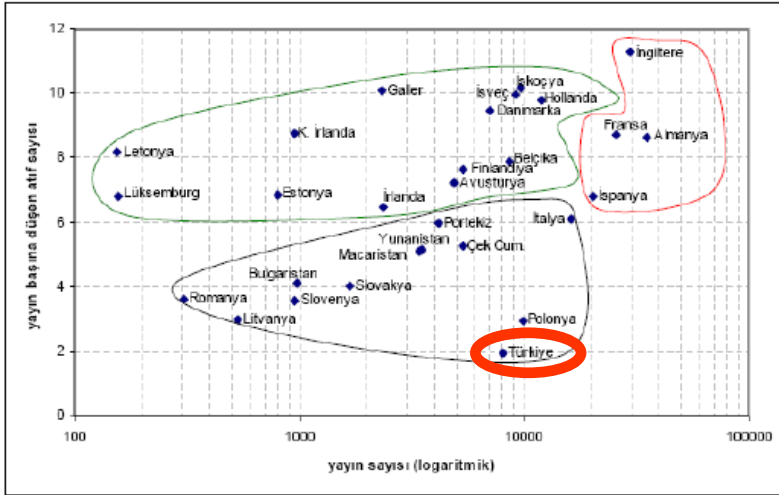 12
10
8
6
4
2
0
yayın başına düşon atıf sayısı
İngiltere
Galer
İskoçya
İsveç
Hollanda
Danimarka
K. İrlanda
Fransa
Almanya
Letonya
Belçika
Finlandiya
Avusturya
Lüksemburg
Estonya
İrlanda
İspanya
Portekiz
İtalya
Yunanistan
Macaristan
Çek Cum.
Bulgaristan
Slovakya
Romanya
Slovenya
Litvanya
Polonya
Türkiye
100
1000
10000
100000
yayın sayısı (logaritmik)